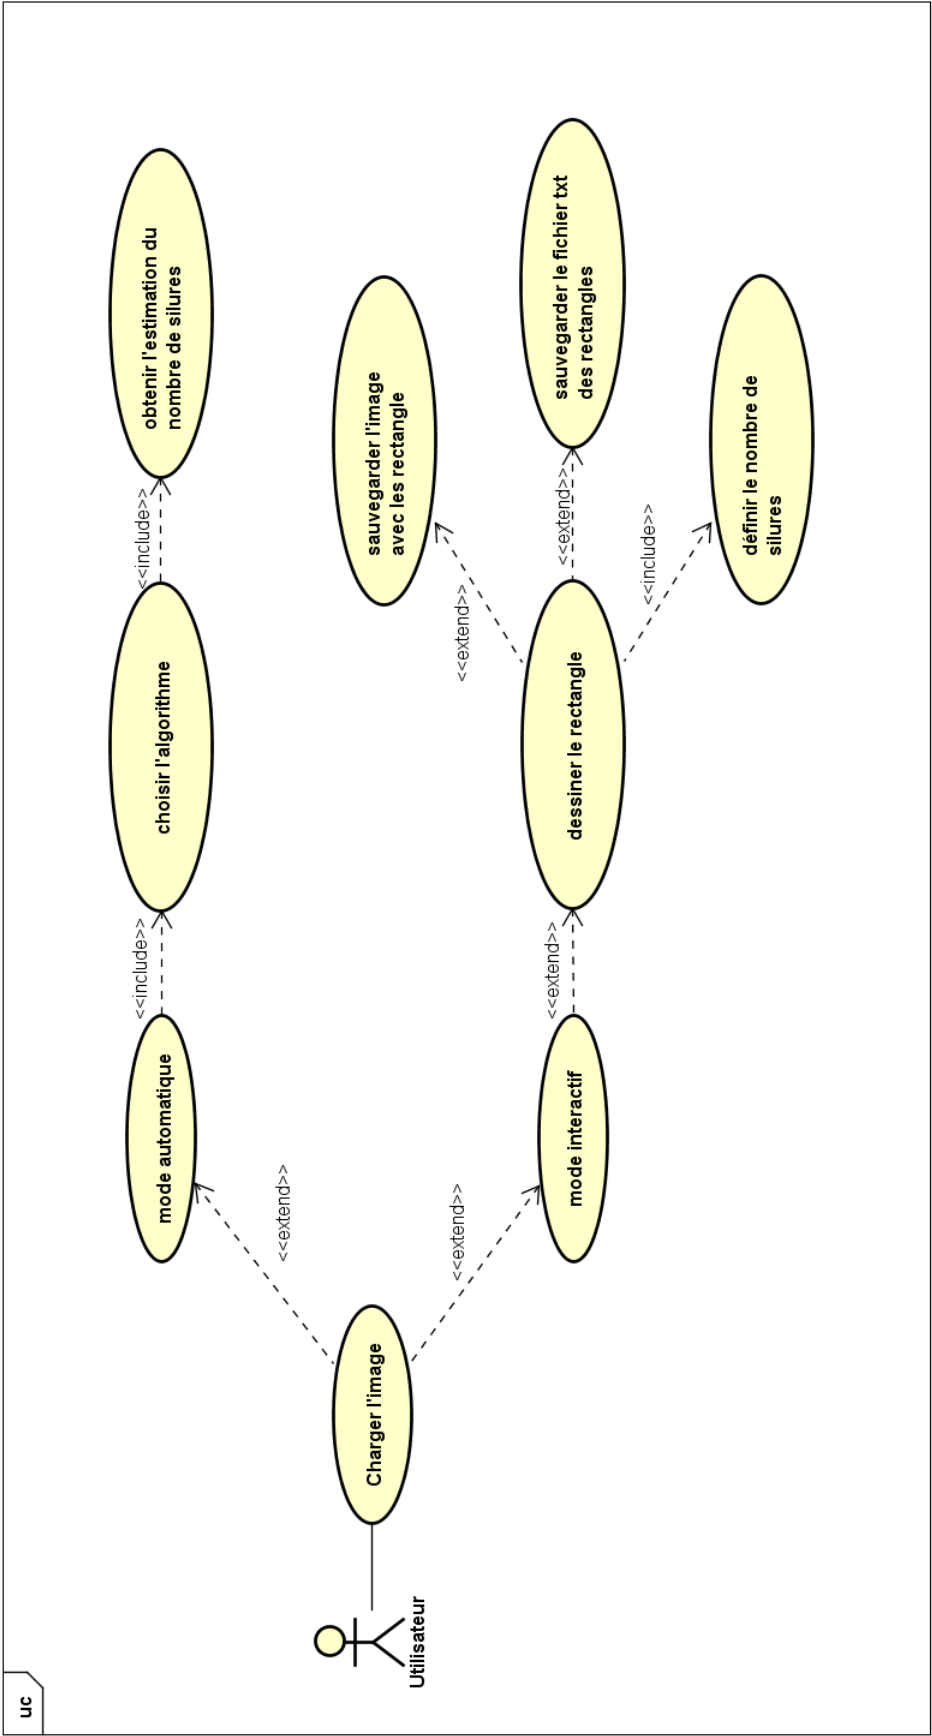 uc
Utilisateur
Charger l'image
<<extend>>
<<extend>>
mode automatique
mode interactif
<<include>>
<<extend>>
choisir l'algorithme
dessiner le rectangle
<<include>>
<<extend>>
<<extend>>
<<include>>
obtenir l'estimation du
nombre de silures
sauvegarder l'image
avec les rectangle
sauvegarder le fichier txt
des rectangles
définir le nombre de
silures